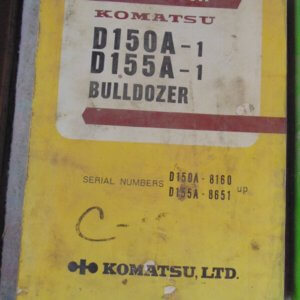 KOMATSU
D150A-1
D155A-1
BULLDOZER
SERIAL NUMBERS D150A - 8160
D155A - 8651 up
C-
KOMATSU, LTD.